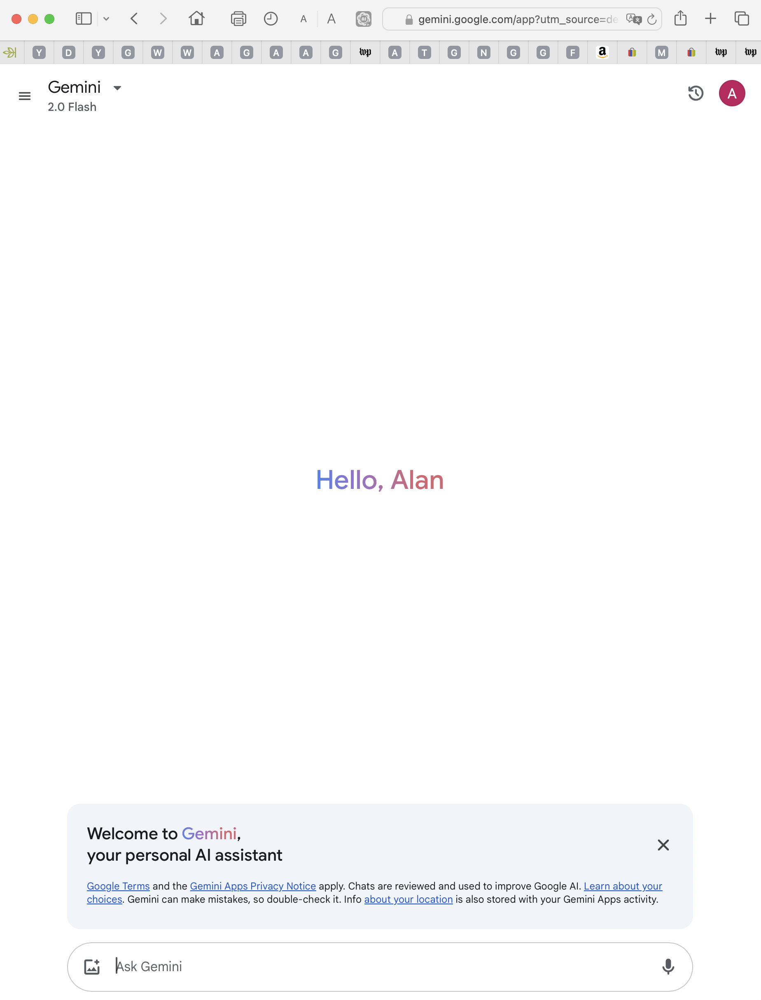 A A AI gemini.google.com/app?utm_source=de
Y D Y G W W A G A A G wp A T G N G G F a M wp wp
Gemini
2.0 Flash
A
Hello, Alan
Welcome to Gemini,
your personal AI assistant
Google Terms and the Gemini Apps Privacy Notice apply. Chats are reviewed and used to improve Google AI. Learn about your
choices. Gemini can make mistakes, so double-check it. Info about your location is also stored with your Gemini Apps activity.
Ask Gemini